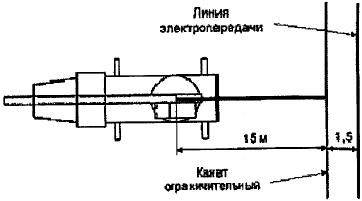 Линия
электропередачи
15 м
1,5
Канат
ограничительный